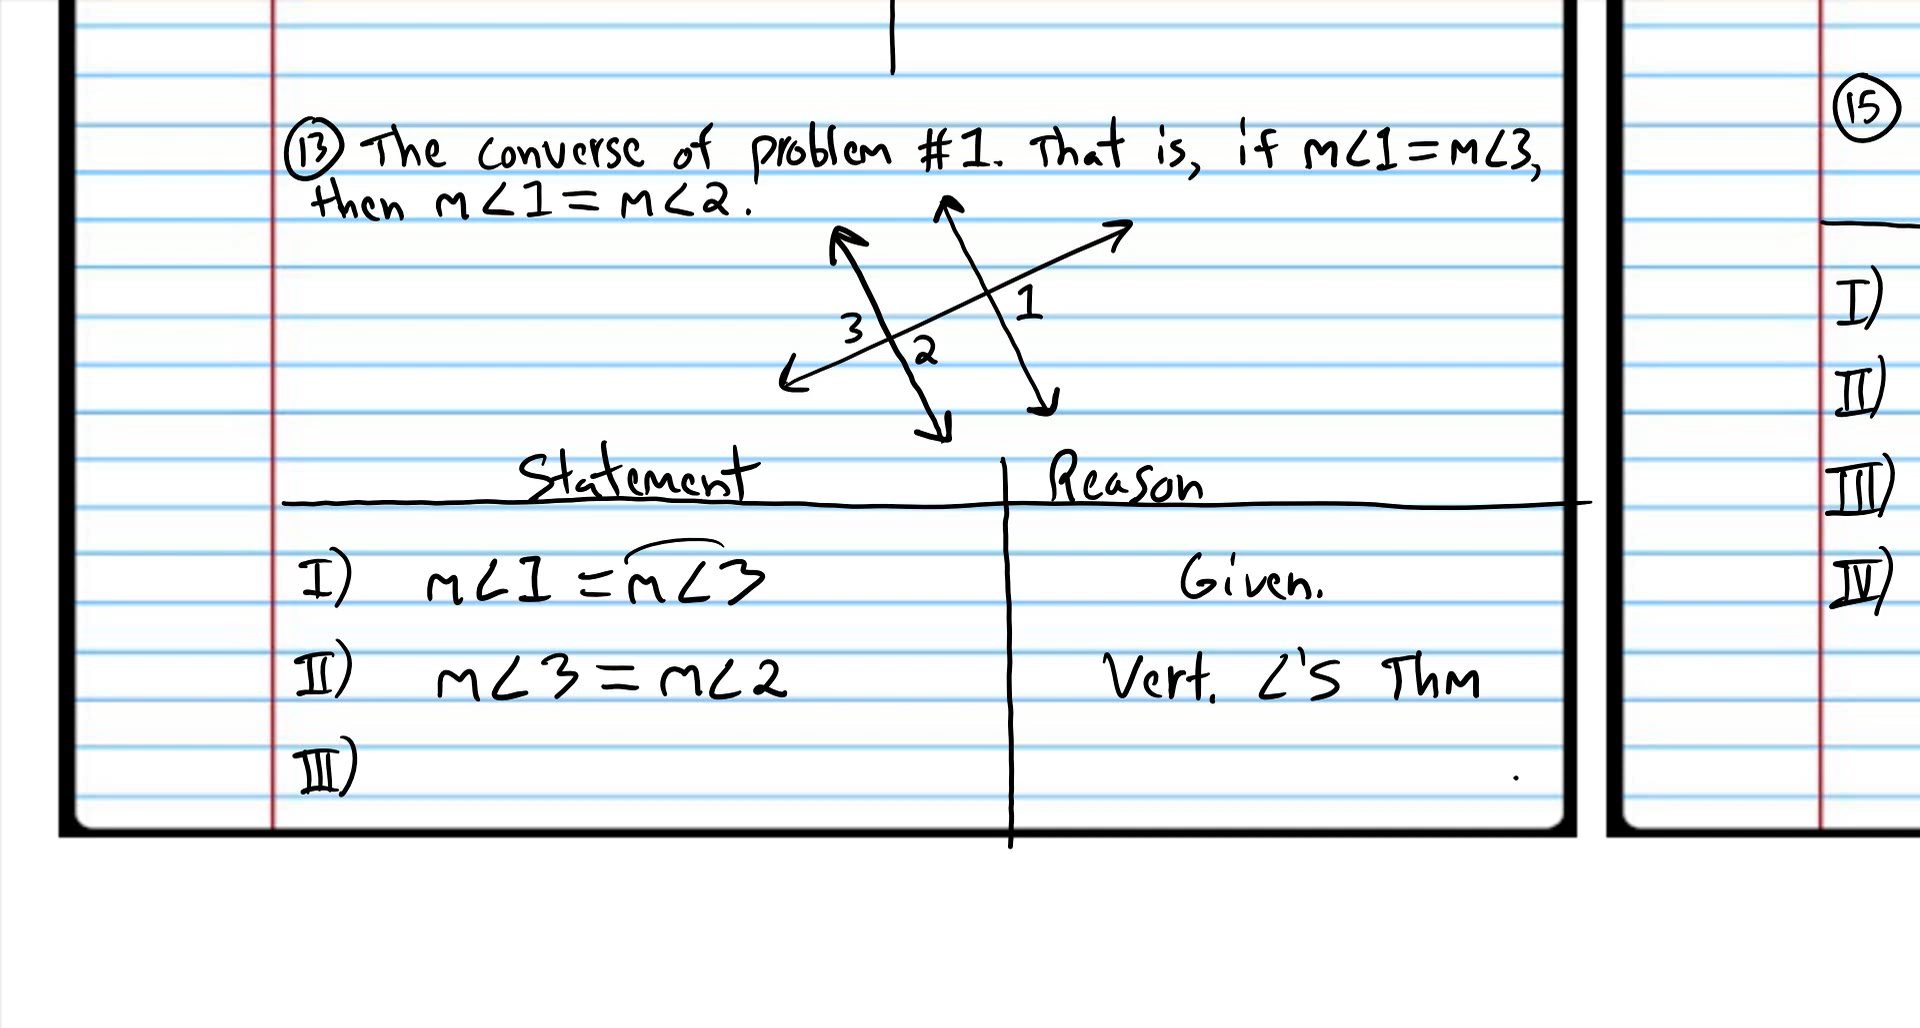 ⑬ The converse of problem #1. That is, if m∠1 = m∠3,
then m∠1 = m∠2.
3
2
1
Statement Reason
I) m∠1 = m∠3 Given.
II) m∠3 = m∠2 Vert. ∠'s Thm
III)
⑮
I)
II)
III)
IV)